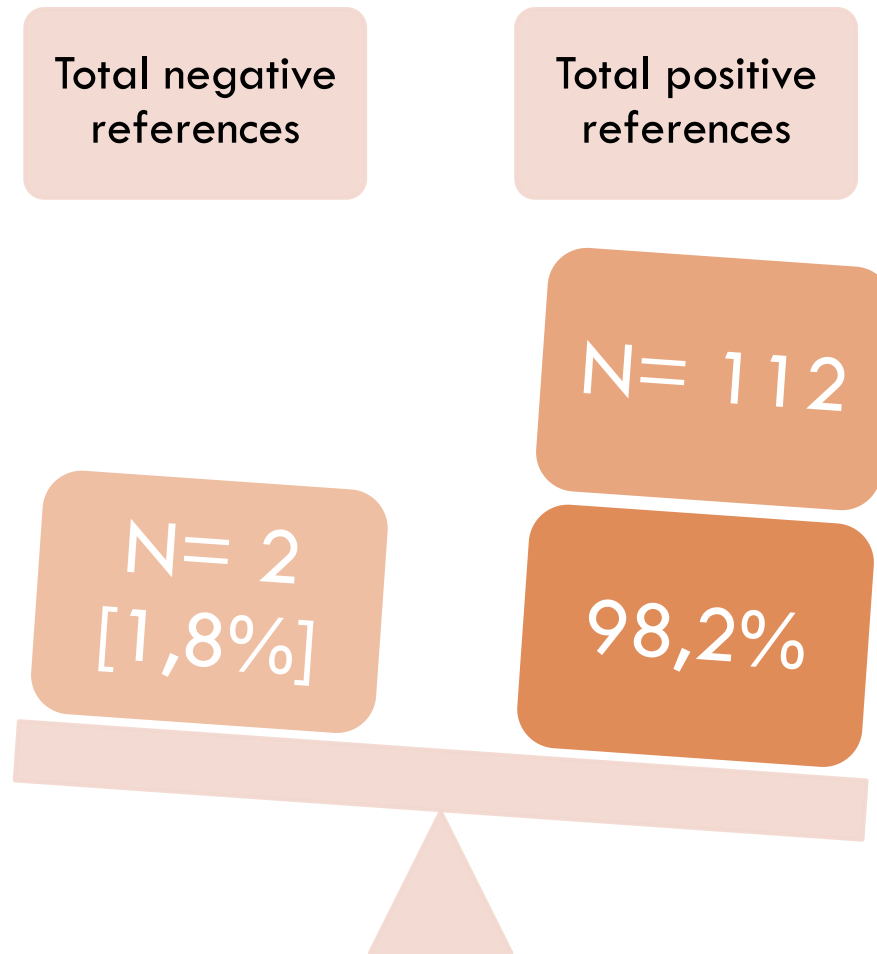 Total negative
references
Total positive
references
N= 112
N= 2
[1,8%]
98,2%